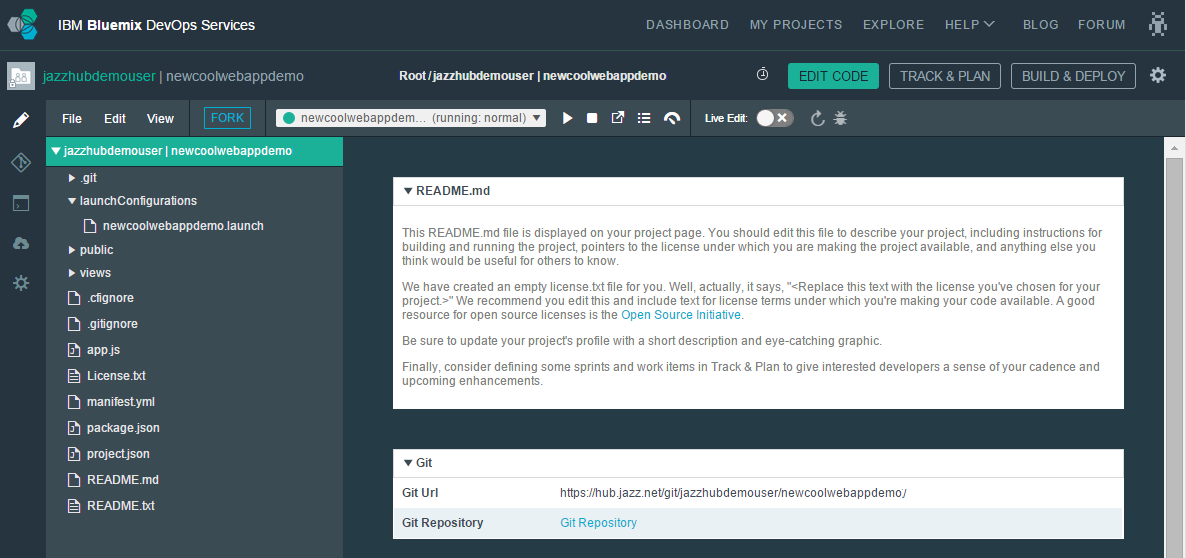 IBM Bluemix DevOps Services DASHBOARD MY PROJECTS EXPLORE HELP BLOG FORUM
jazzhubdemouser | newcoolwebappdemo Root / jazzhubdemouser | newcoolwebappdemo EDIT CODE TRACK & PLAN BUILD & DEPLOY
File Edit View FORK newcoolwebappdem... (running: normal) Live Edit:
jazzhubdemouser | newcoolwebappdemo
.git
launchConfigurations
newcoolwebappdemo.launch
public
views
.cfignore
.gitignore
app.js
License.txt
manifest.yml
package.json
project.json
README.md
README.txt
README.md
This README.md file is displayed on your project page. You should edit this file to describe your project, including instructions for
building and running the project, pointers to the license under which you are making the project available, and anything else you
think would be useful for others to know.
We have created an empty license.txt file for you. Well, actually, it says, "<Replace this text with the license you've chosen for your
project.>" We recommend you edit this and include text for license terms under which you're making your code available. A good
resource for open source licenses is the Open Source Initiative.
Be sure to update your project's profile with a short description and eye-catching graphic.
Finally, consider defining some sprints and work items in Track & Plan to give interested developers a sense of your cadence and
upcoming enhancements.
Git
Git Url https://hub.jazz.net/git/jazzhubdemouser/newcoolwebappdemo/
Git Repository Git Repository